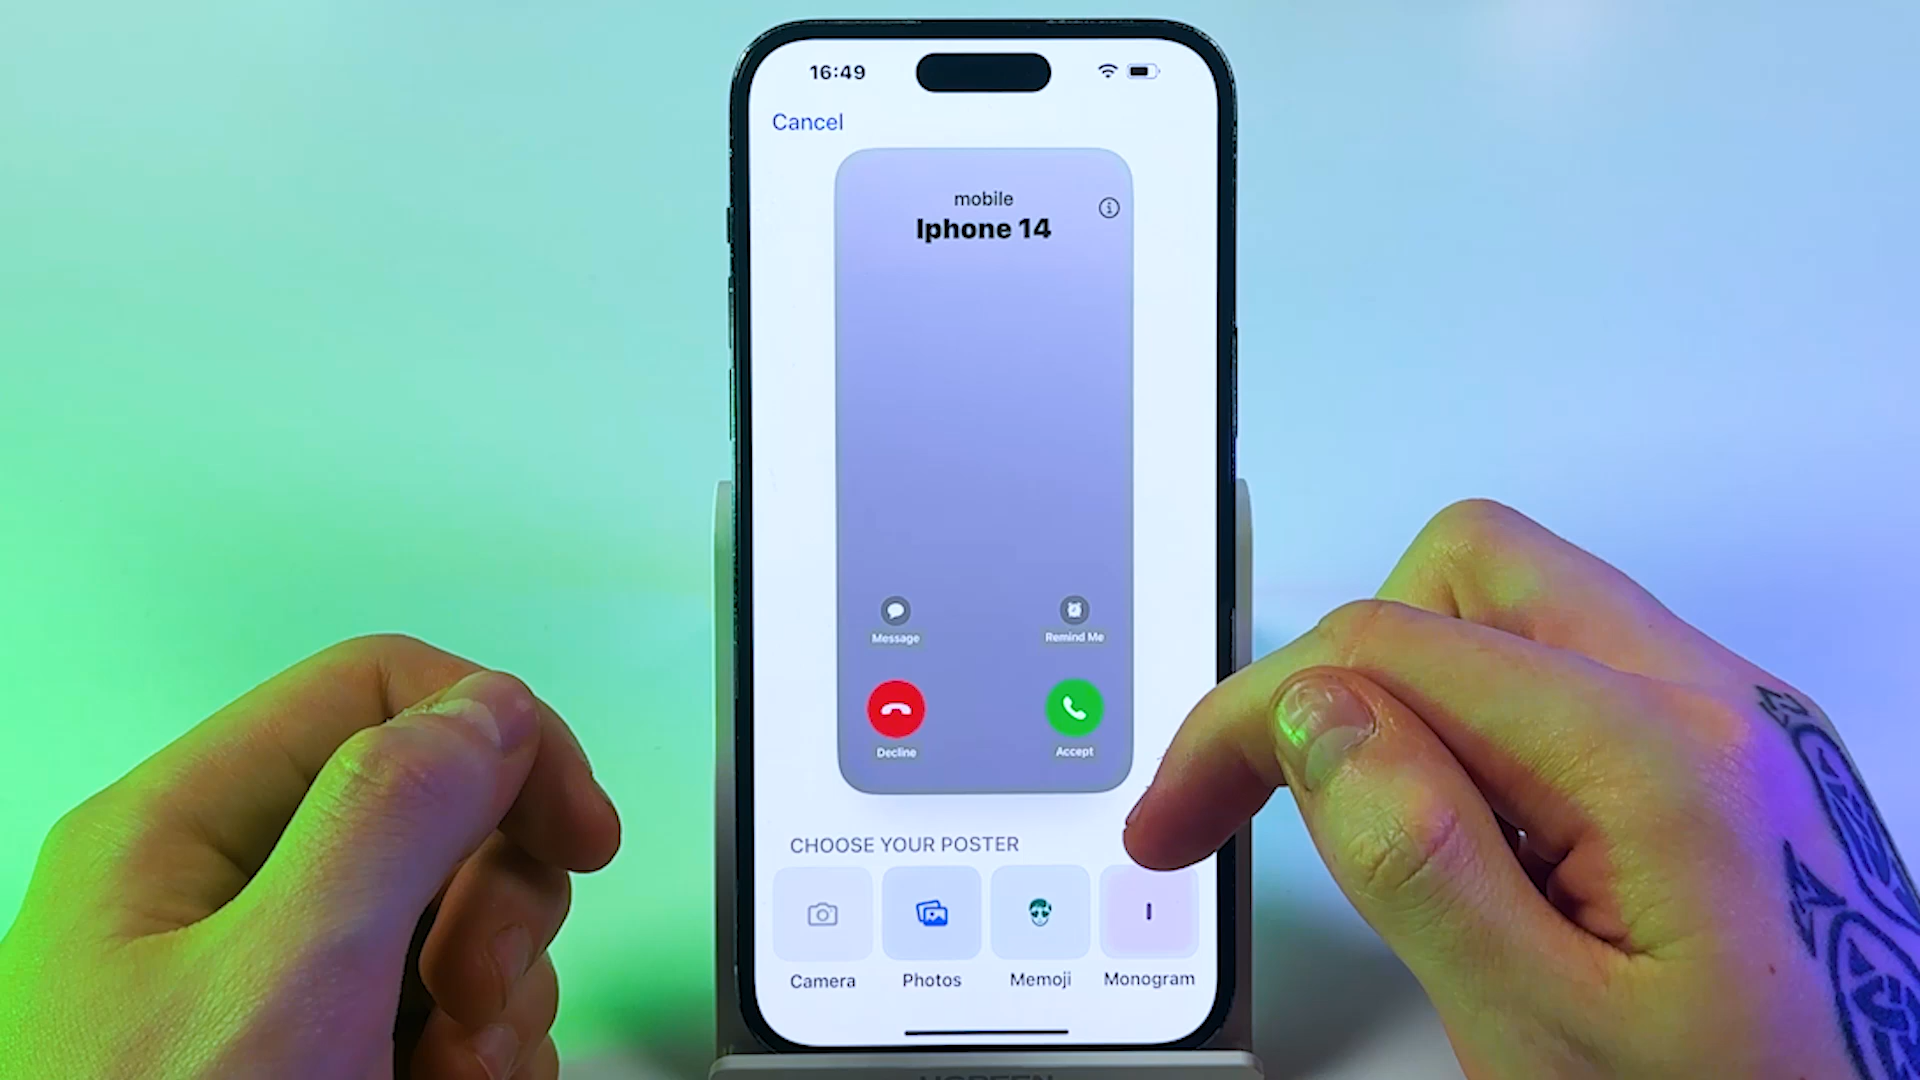 16:49
Cancel
mobile
Iphone 14
Message
Remind Me
Decline
Accept
CHOOSE YOUR POSTER
I
Camera
Photos
Memoji
Monogram